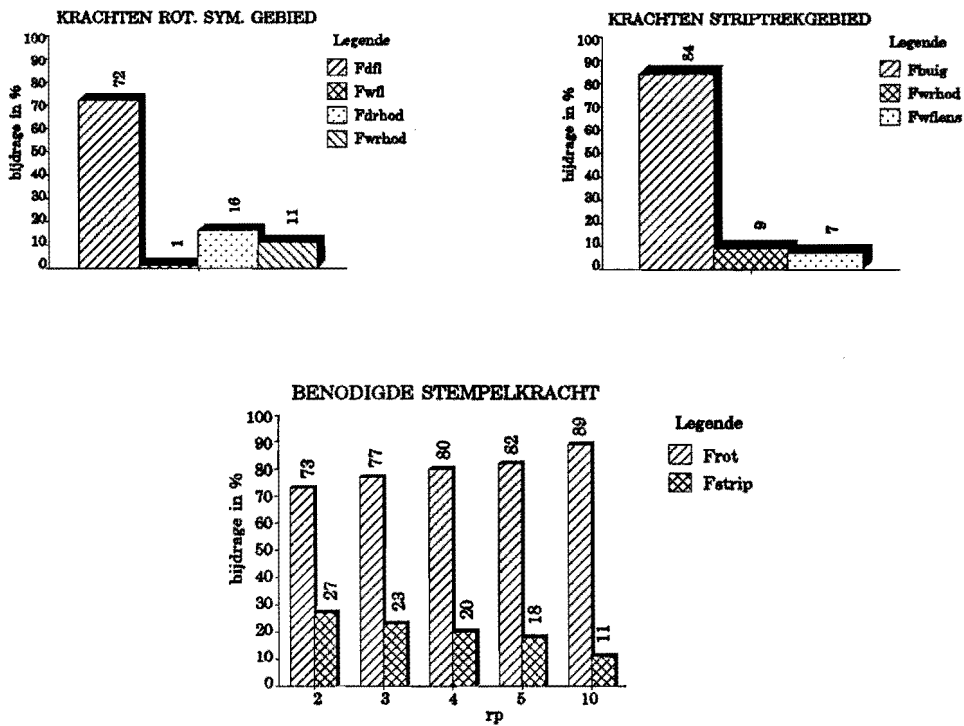 KRACHTEN ROT. SYM. GEBIED
bijdrage in %
100
90
80
70
60
50
40
30
20
10
0
72
1
16
11
Legende
Fdfl
Fwfl
Fdrhod
Fwrhod
KRACHTEN STRIPTREKGEBIED
bijdrage in %
100
90
80
70
60
50
40
30
20
10
0
84
9
7
Legende
Fbuig
Fwrhod
Fwflens
BENODIGDE STEMPELKRACHT
bijdrage in %
100
90
80
70
60
50
40
30
20
10
0
73
27
77
23
80
20
82
18
89
11
2
3
4
5
10
rp
Legende
Frot
Fstrip